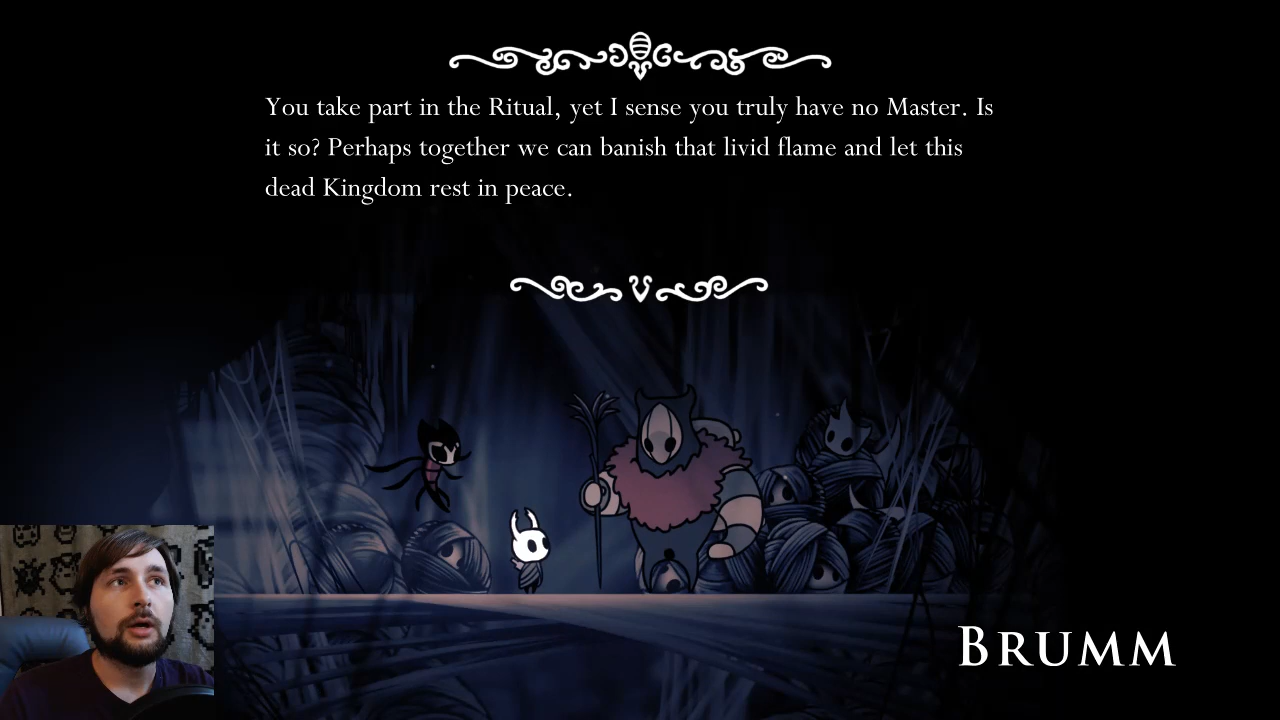 You take part in the Ritual, yet I sense you truly have no Master. Is
it so? Perhaps together we can banish that livid flame and let this
dead Kingdom rest in peace.
BRUMM